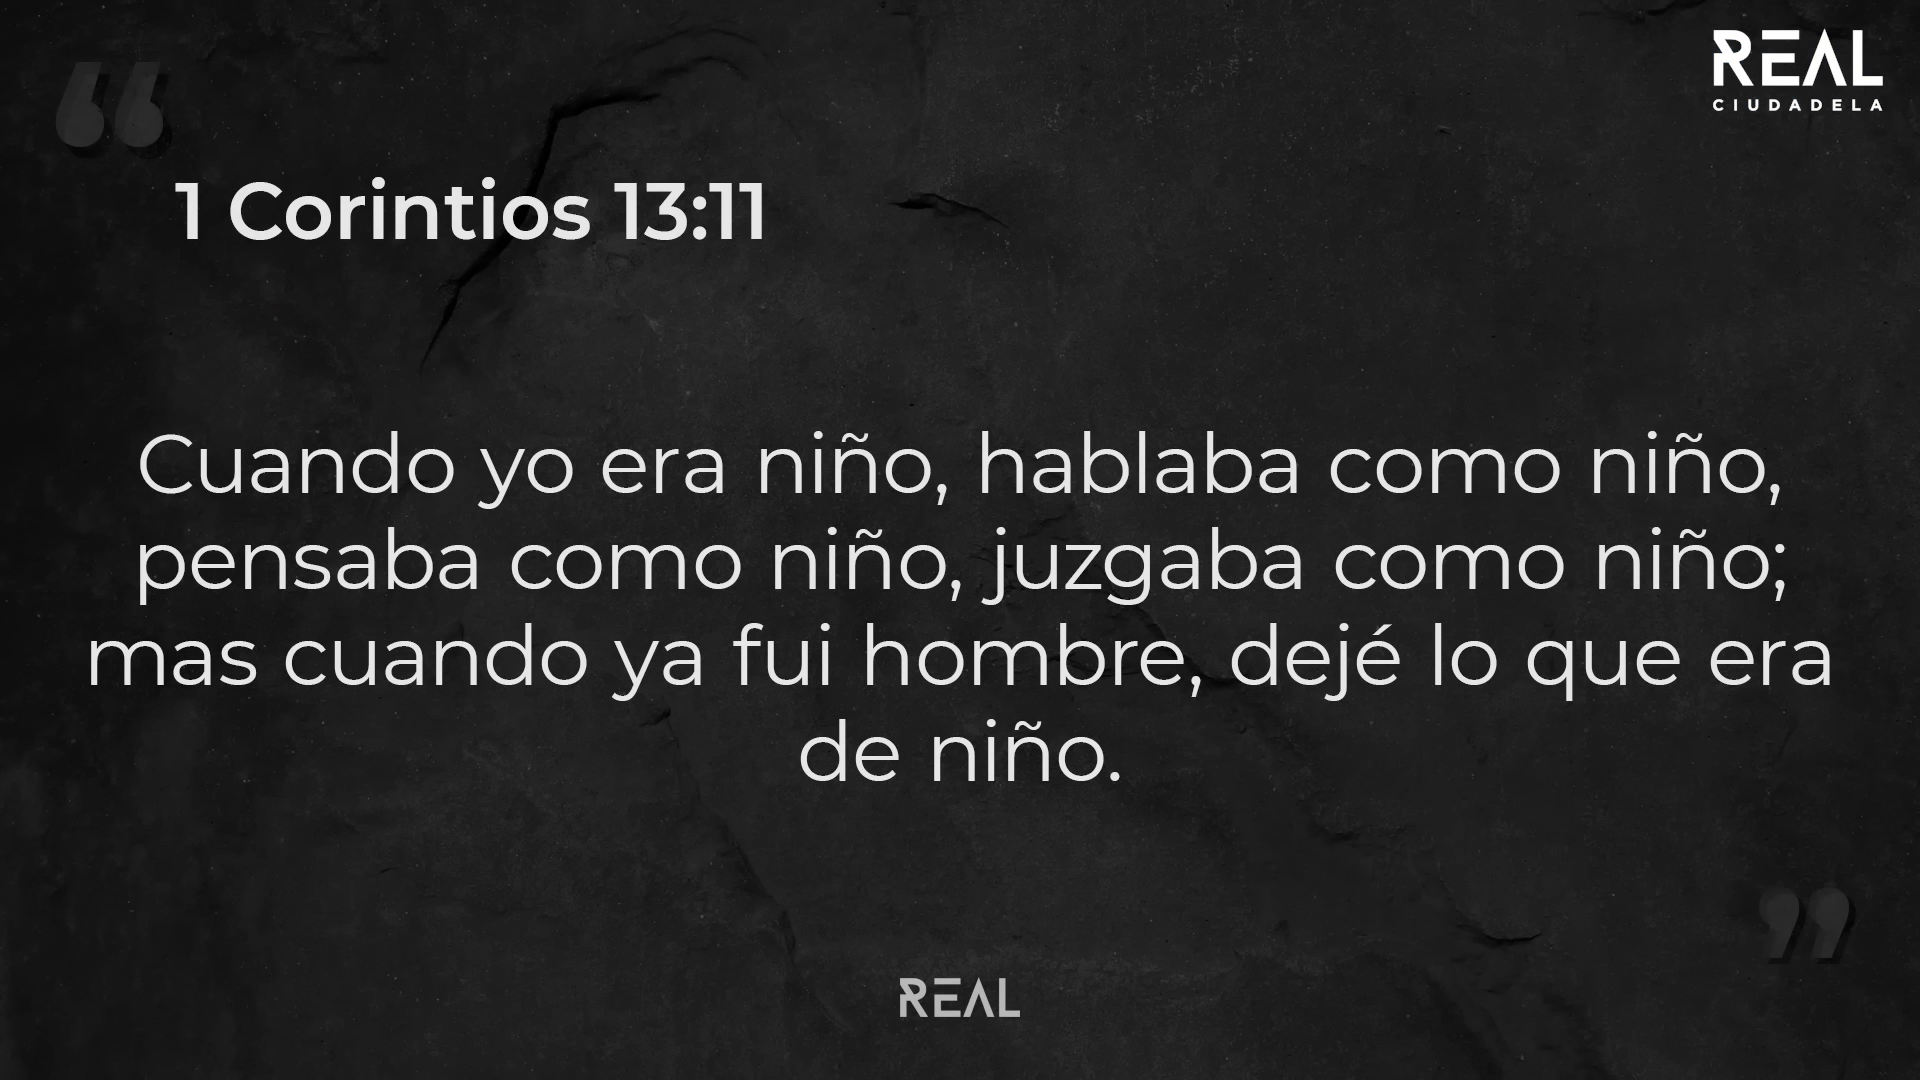 REAL
CIUDADELA
1 Corintios 13:11
Cuando yo era niño, hablaba como niño,
pensaba como niño, juzgaba como niño;
mas cuando ya fui hombre, dejé lo que era
de niño.
REAL